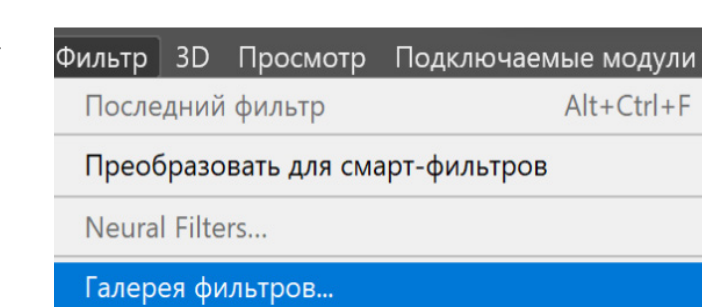 Фильтр 3D Просмотр Подключаемые модули
Последний фильтр Alt+Ctrl+F
Преобразовать для смарт-фильтров
Neural Filters...
Галерея фильтров...